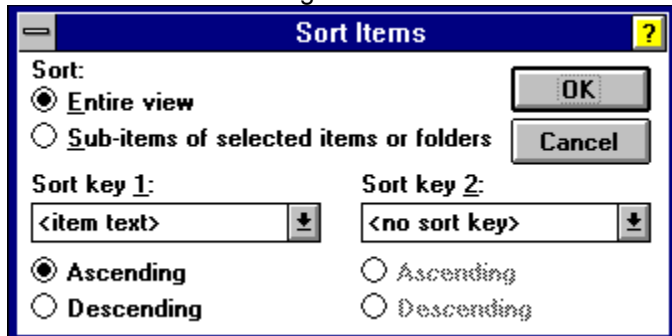 Sort Items
?
Sort:
Entire view
OK
Sub-items of selected items or folders
Cancel
Sort key 1:
Sort key 2:
<item text>
<no sort key>
Ascending
Ascending
Descending
Descending